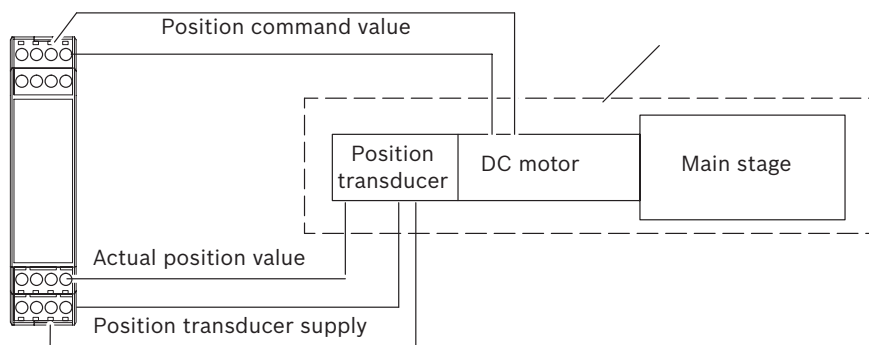 Position command value
Position
transducer
DC motor
Main stage
Actual position value
Position transducer supply